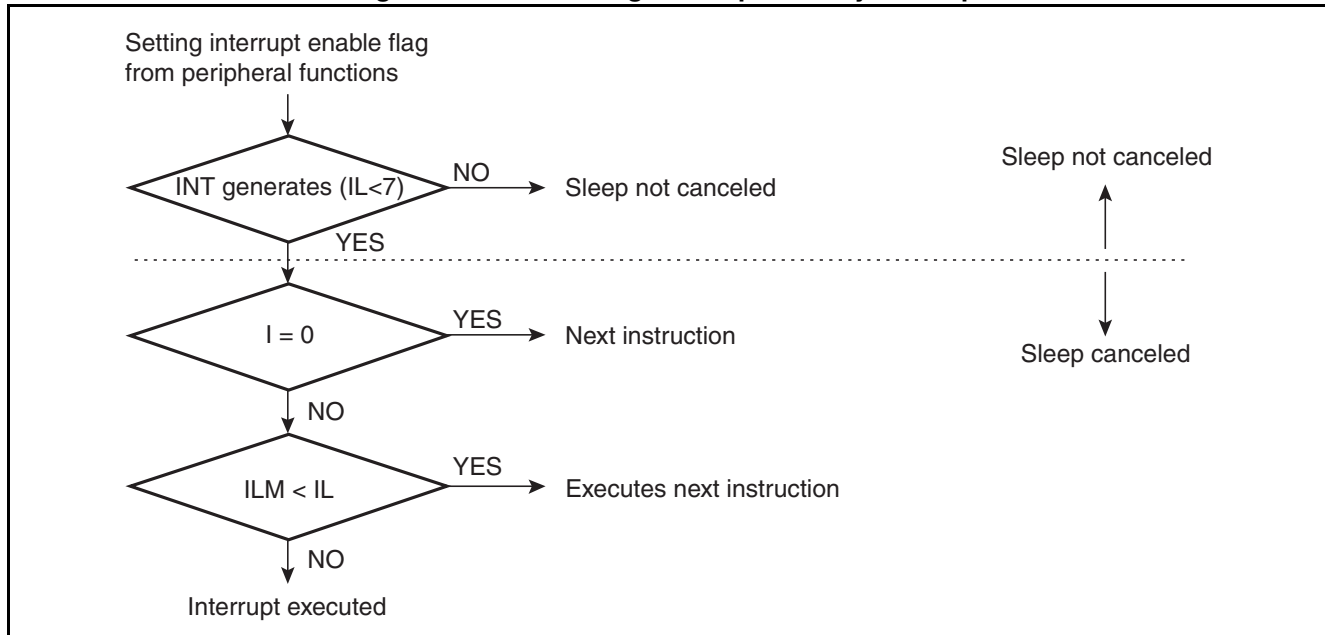 Setting interrupt enable flag
from peripheral functions
INT generates (IL<7)
NO
Sleep not canceled
Sleep not canceled
YES
I = 0
YES
Next instruction
Sleep canceled
NO
ILM < IL
YES
Executes next instruction
NO
Interrupt executed